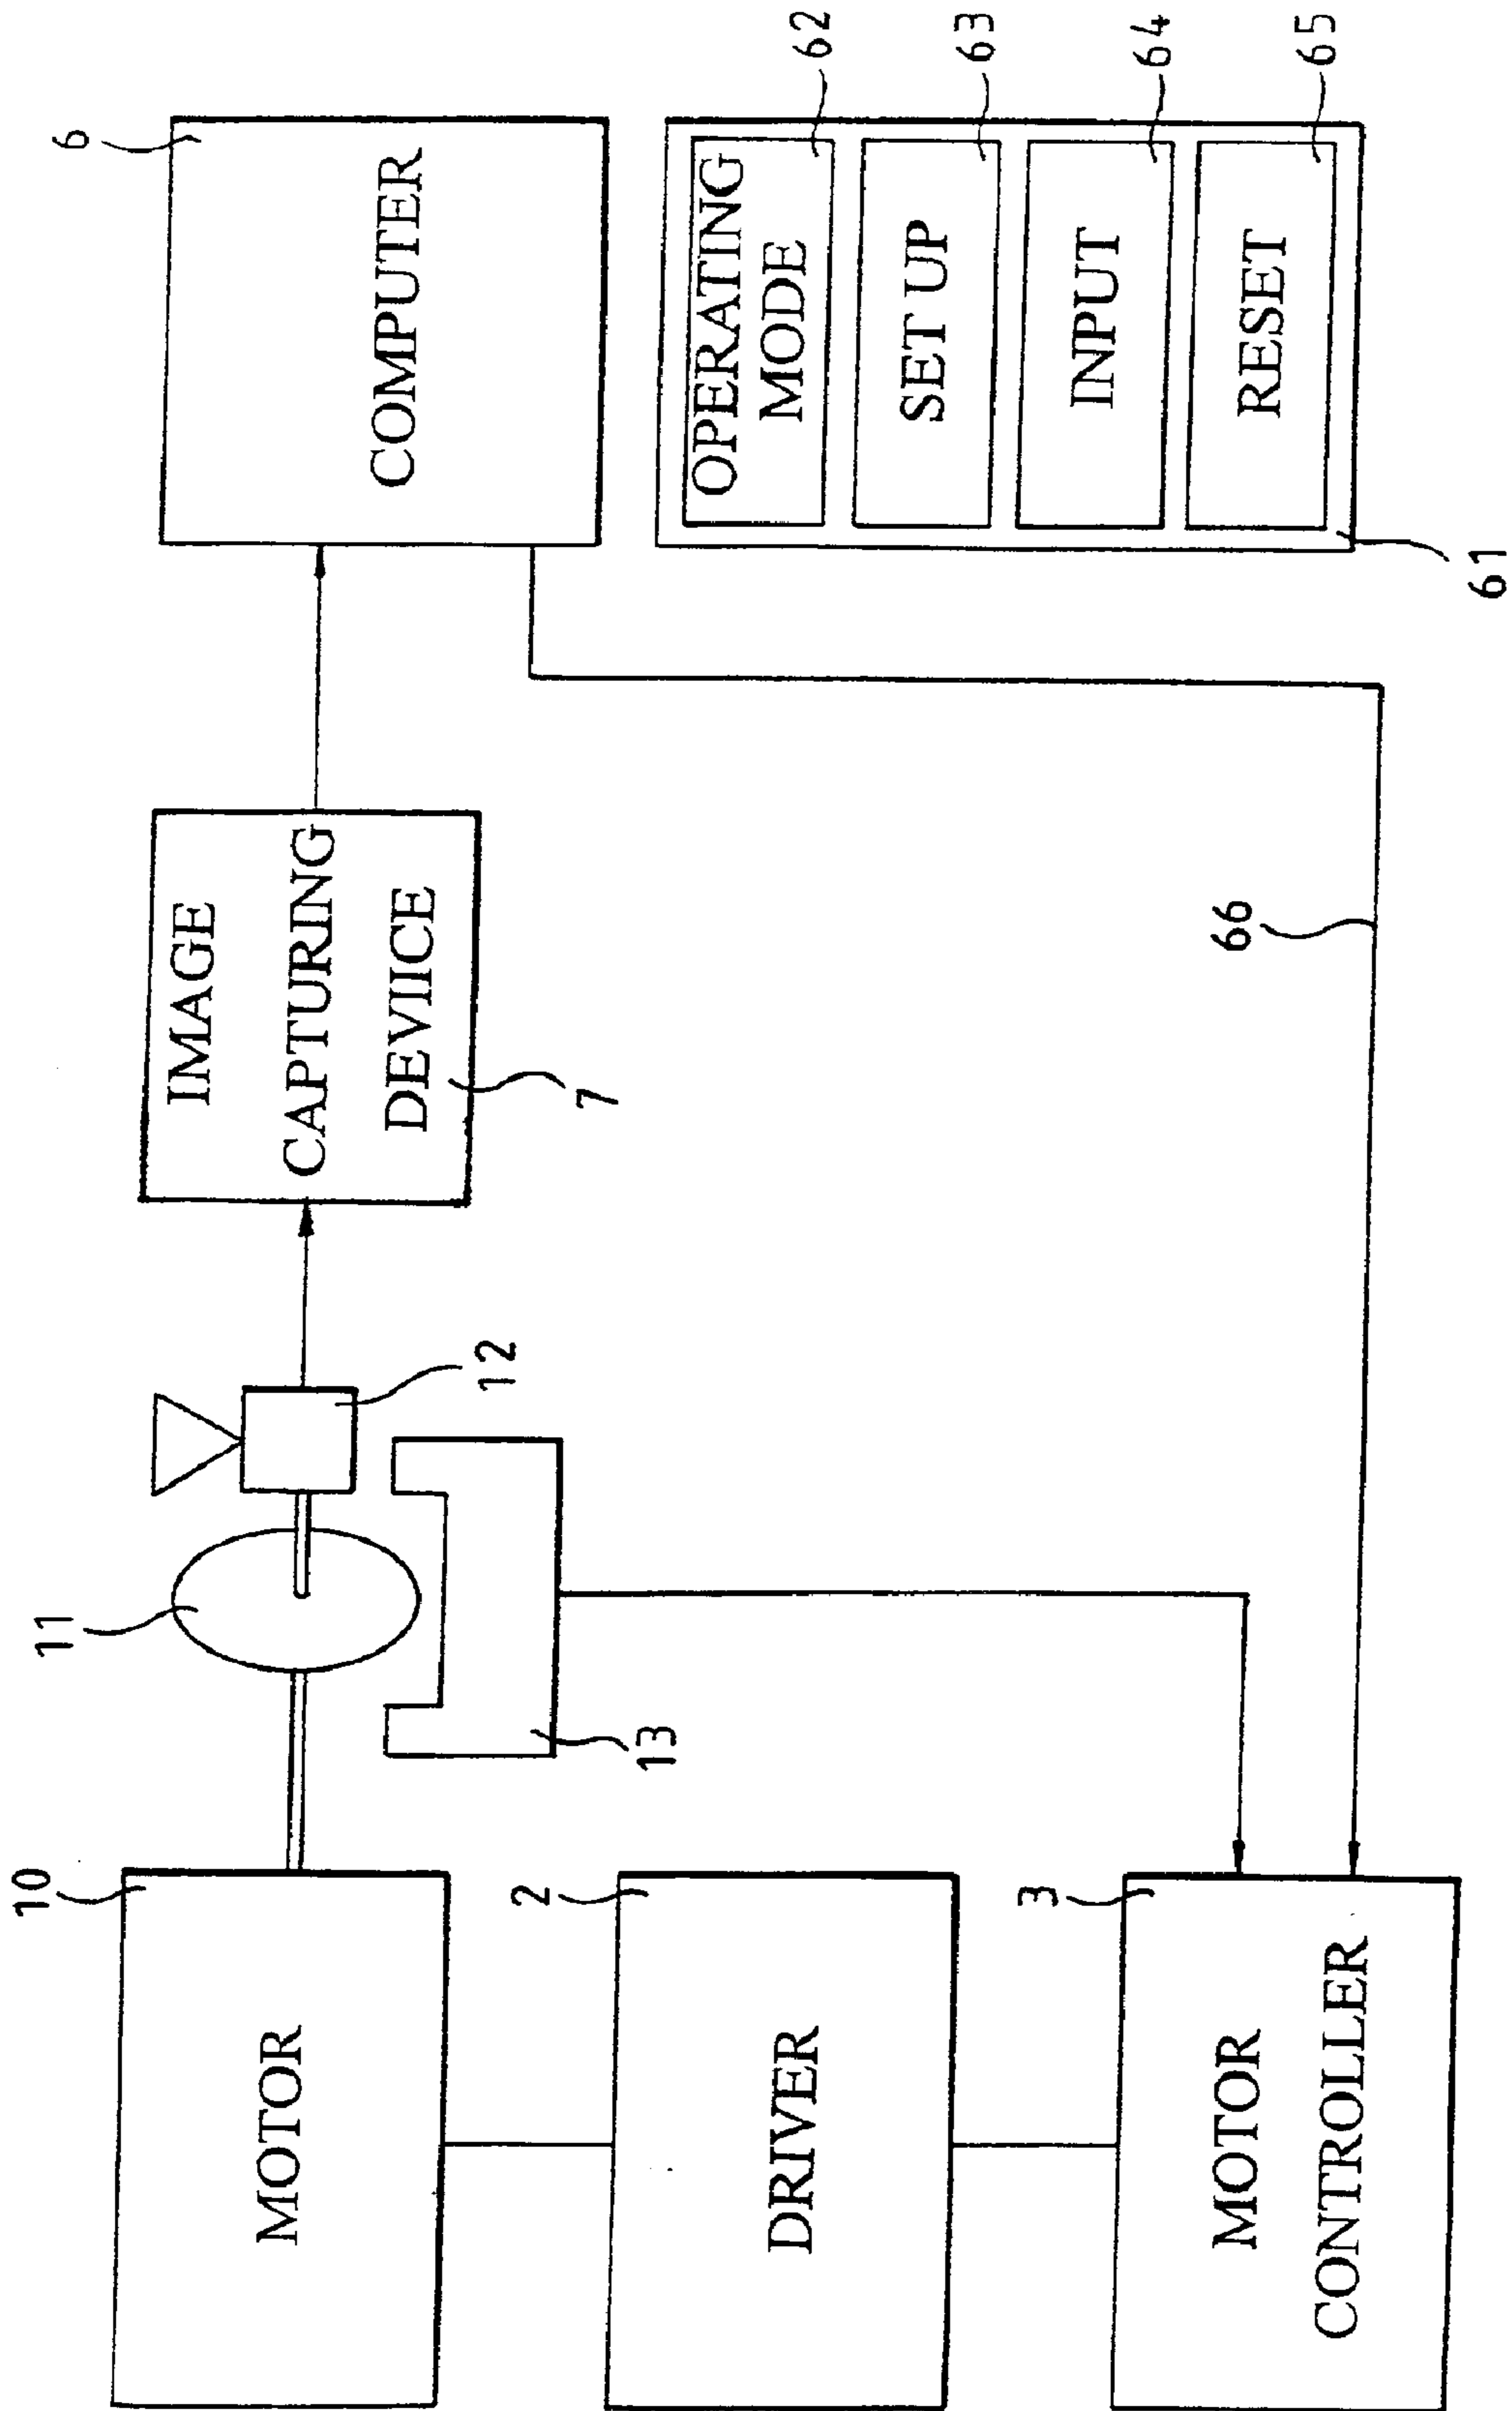 10
MOTOR
11
12
13
IMAGE
CAPTURING
DEVIICE
7
6
COMPUTER
2
DRIVER
3
MOTOR
CONTROLLER
66
OPERATING
MODE
62
SET UP
63
INPUT
64
RESET
65
61